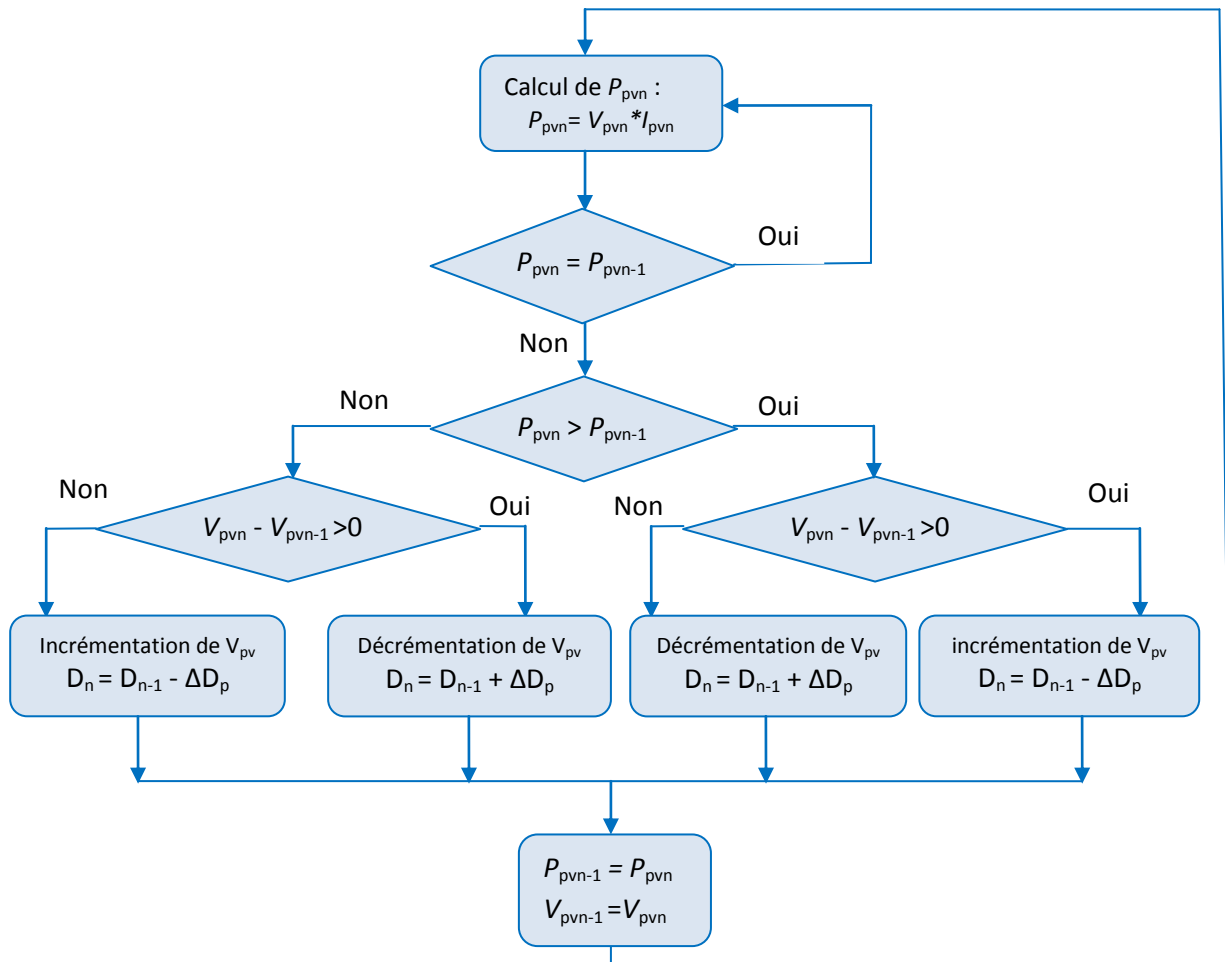 Calcul de Ppvn :
Ppvn= Vpvn*Ipvn
Oui
Ppvn = Ppvn-1
Non
Non
Oui
Ppvn > Ppvn-1
Non
Oui
Non
Oui
Vpvn - Vpvn-1 >0
Vpvn - Vpvn-1 >0
Incrémentation de Vpv
Dn = Dn-1 - ΔDp
Décrémentation de Vpv
Dn = Dn-1 + ΔDp
Décrémentation de Vpv
Dn = Dn-1 + ΔDp
incrémentation de Vpv
Dn = Dn-1 - ΔDp
Ppvn-1 = Ppvn
Vpvn-1 =Vpvn